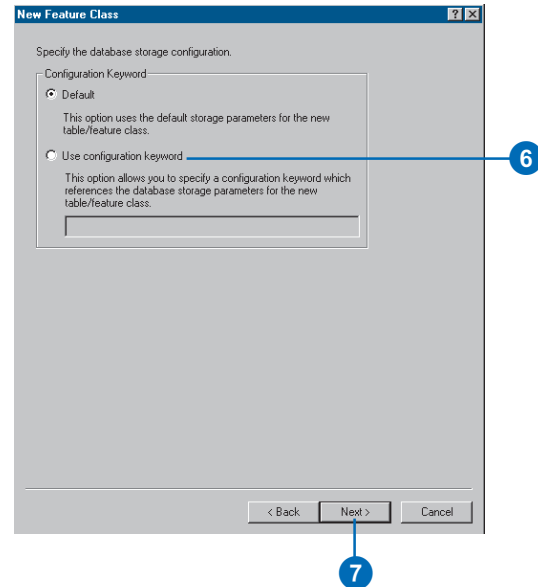 New Feature Class
Specify the database storage configuration.
Configuration Keyword
Default
This option uses the default storage parameters for the new
table/feature class.
Use configuration keyword
6
This option allows you to specify a configuration keyword which
references the database storage parameters for the new
table/feature class.
< Back Next > Cancel
7